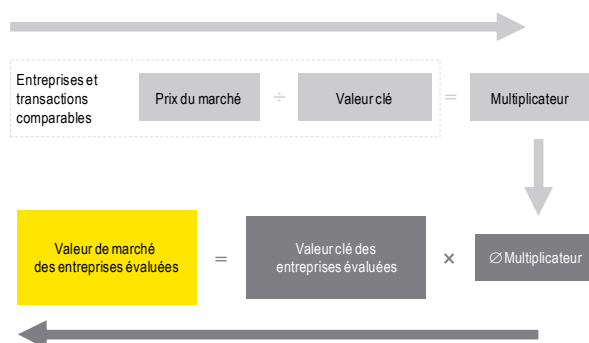 Entreprises et
transactions
comparables
Prix du marché
÷
Valeur clé
=
Multiplicateur
Valeur de marché
des entreprises évaluées
=
Valeur clé des
entreprises évaluées
×
∅ Multiplicateur